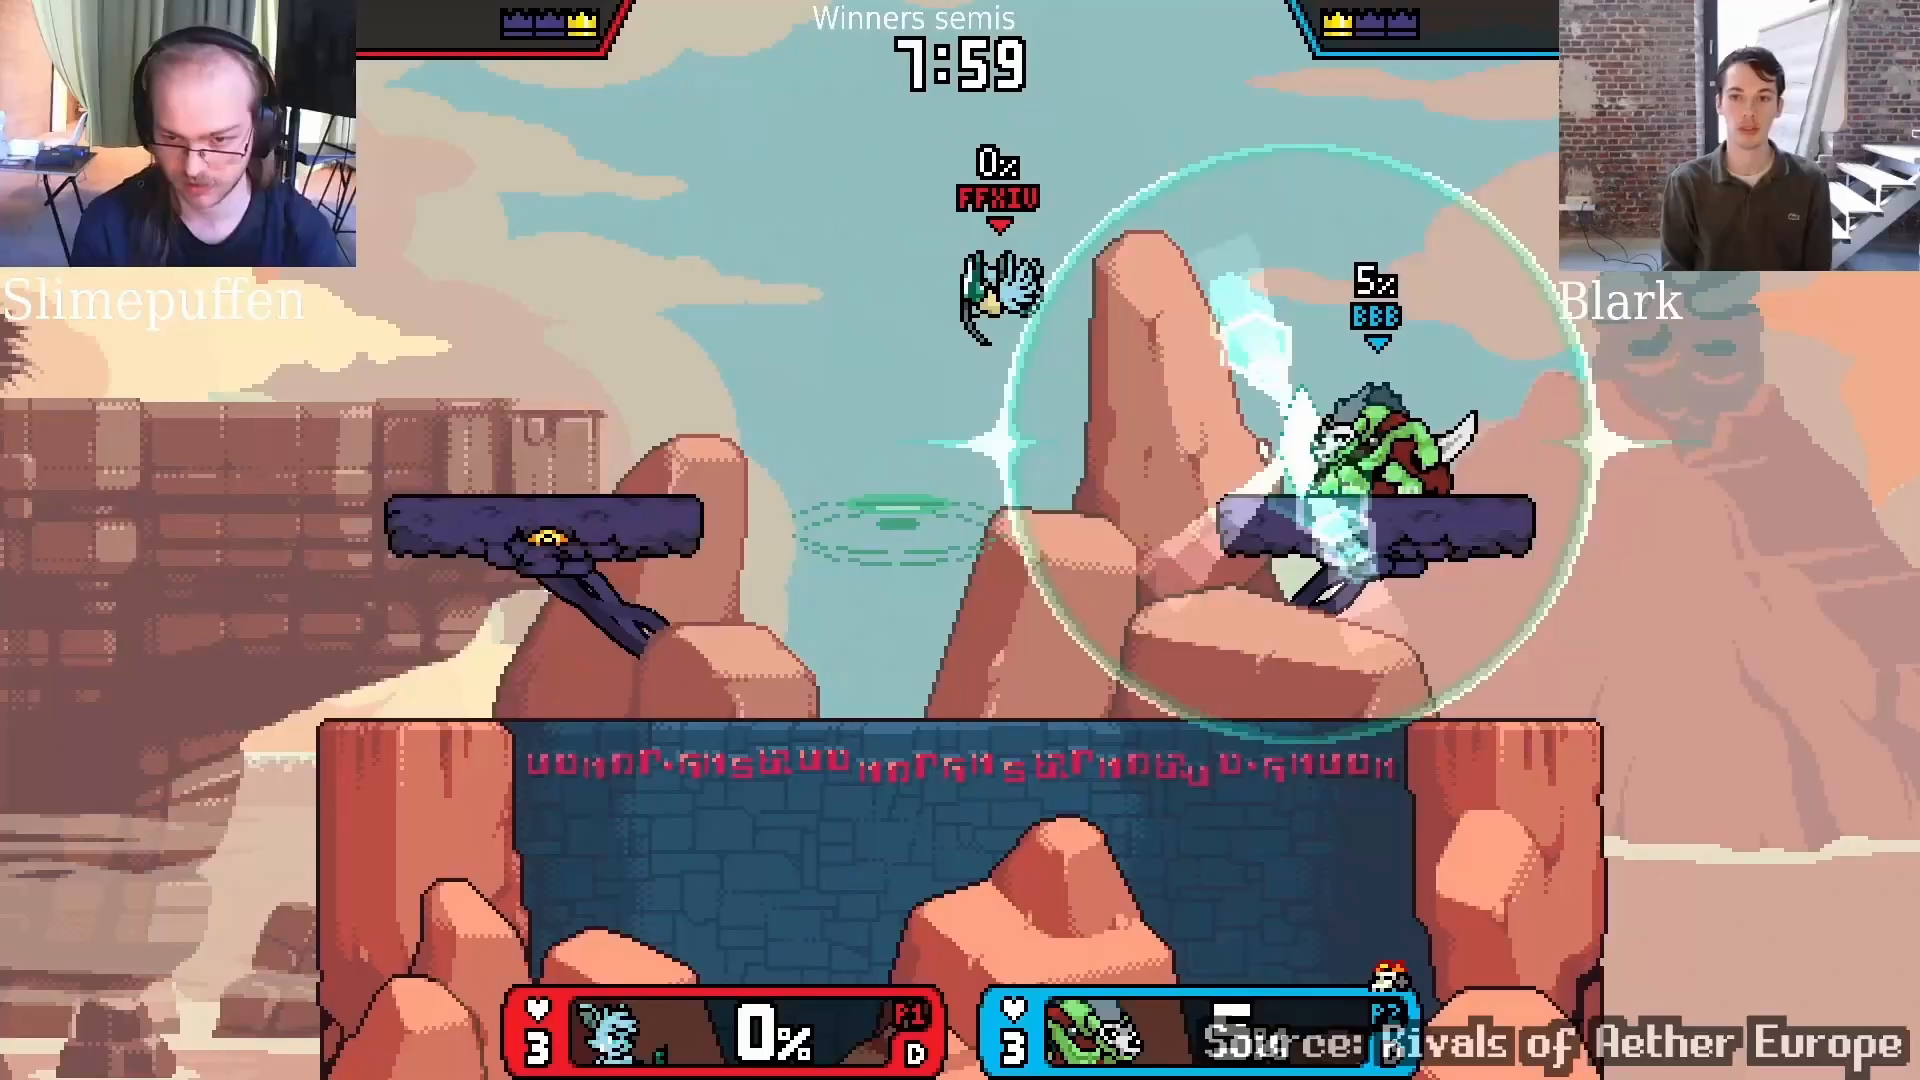 Winners semis
7:59
0%
FFXIV
5%
BBB
Slimepuffen
Blark
3
0%
P1
D
3
5
P2
Source: Rivals of Aether Europe